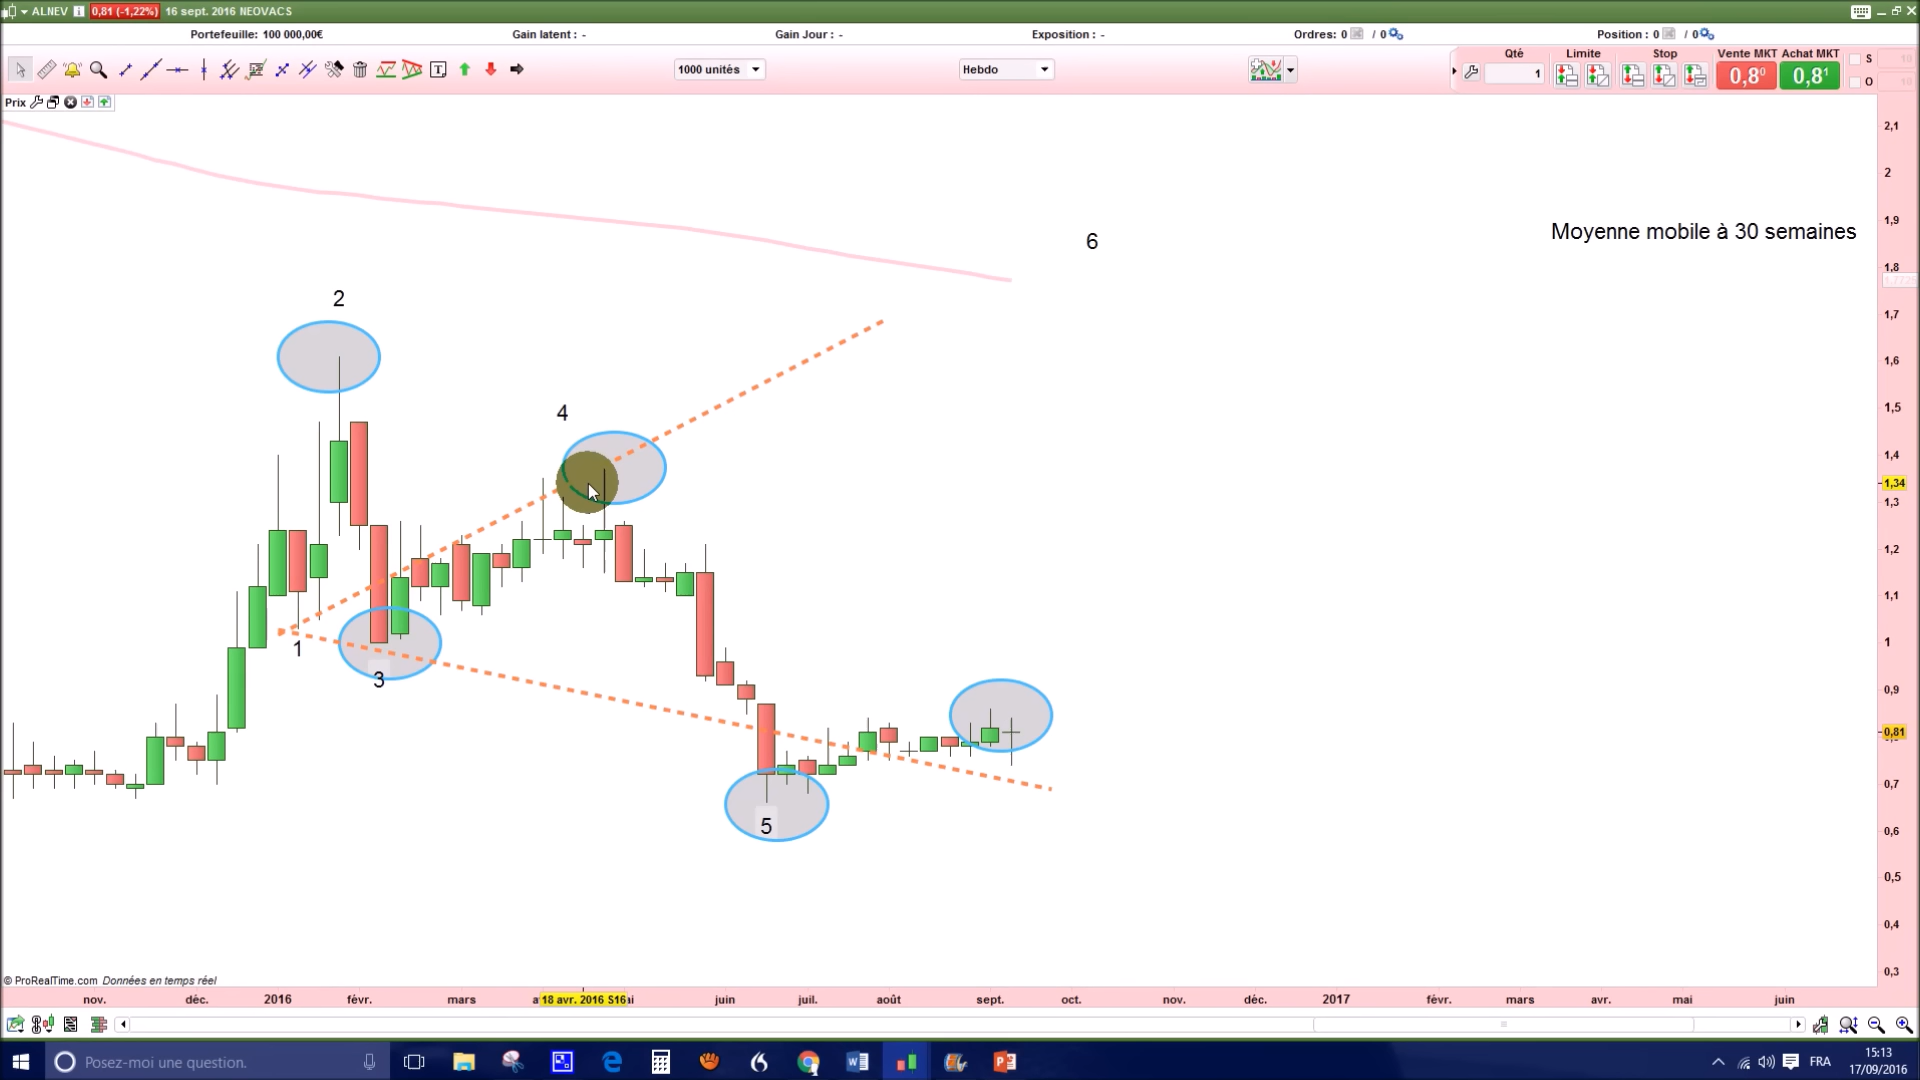 ALNEV 0,81 (-1,22%) 16 sept. 2016 NEOVACS
Portefeuille: 100 000,00€ Gain latent : - Gain Jour : - Exposition : - Ordres: 0 / 0 Position : 0 / 0
1000 unités
Hebdo
Qté Limite Stop Vente MKT Achat MKT
1 0,8⁰ 0,8¹
S 10
O 10
Prix
2,1
2
1,9
1,8
1,7
1,6
1,5
1,4
1,34
1,3
1,2
1,1
1
0,9
0,81
0,7
0,6
0,5
0,4
0,3
Moyenne mobile à 30 semaines
6
2
4
1
3
5
© ProRealTime.com Données en temps réel
nov. déc. 2016 févr. mars 18 avr. 2016 S16 juin juil. août sept. oct. nov. déc. 2017 févr. mars avr. mai juin
Posez-moi une question.
FRA
15:13
17/09/2016